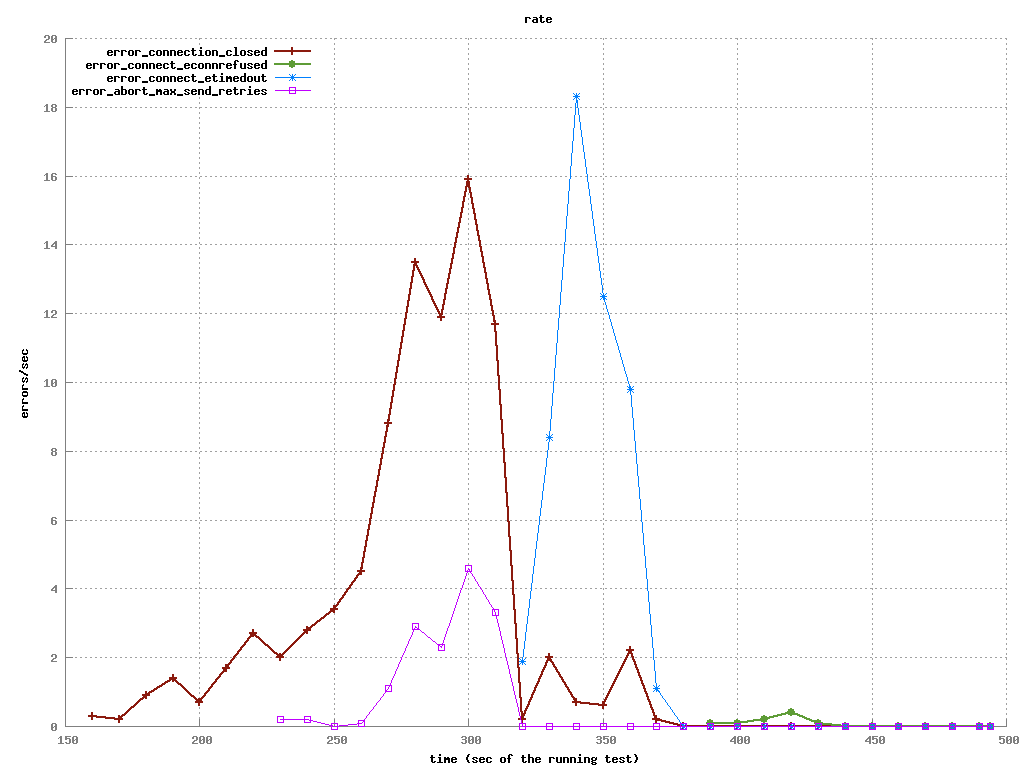 rate
error_connection_closed
error_connect_econnrefused
error_connect_etimedout
error_abort_max_send_retries
20
18
16
14
12
10
8
6
4
2
0
errors/sec
150 200 250 300 350 400 450 500
time (sec of the running test)